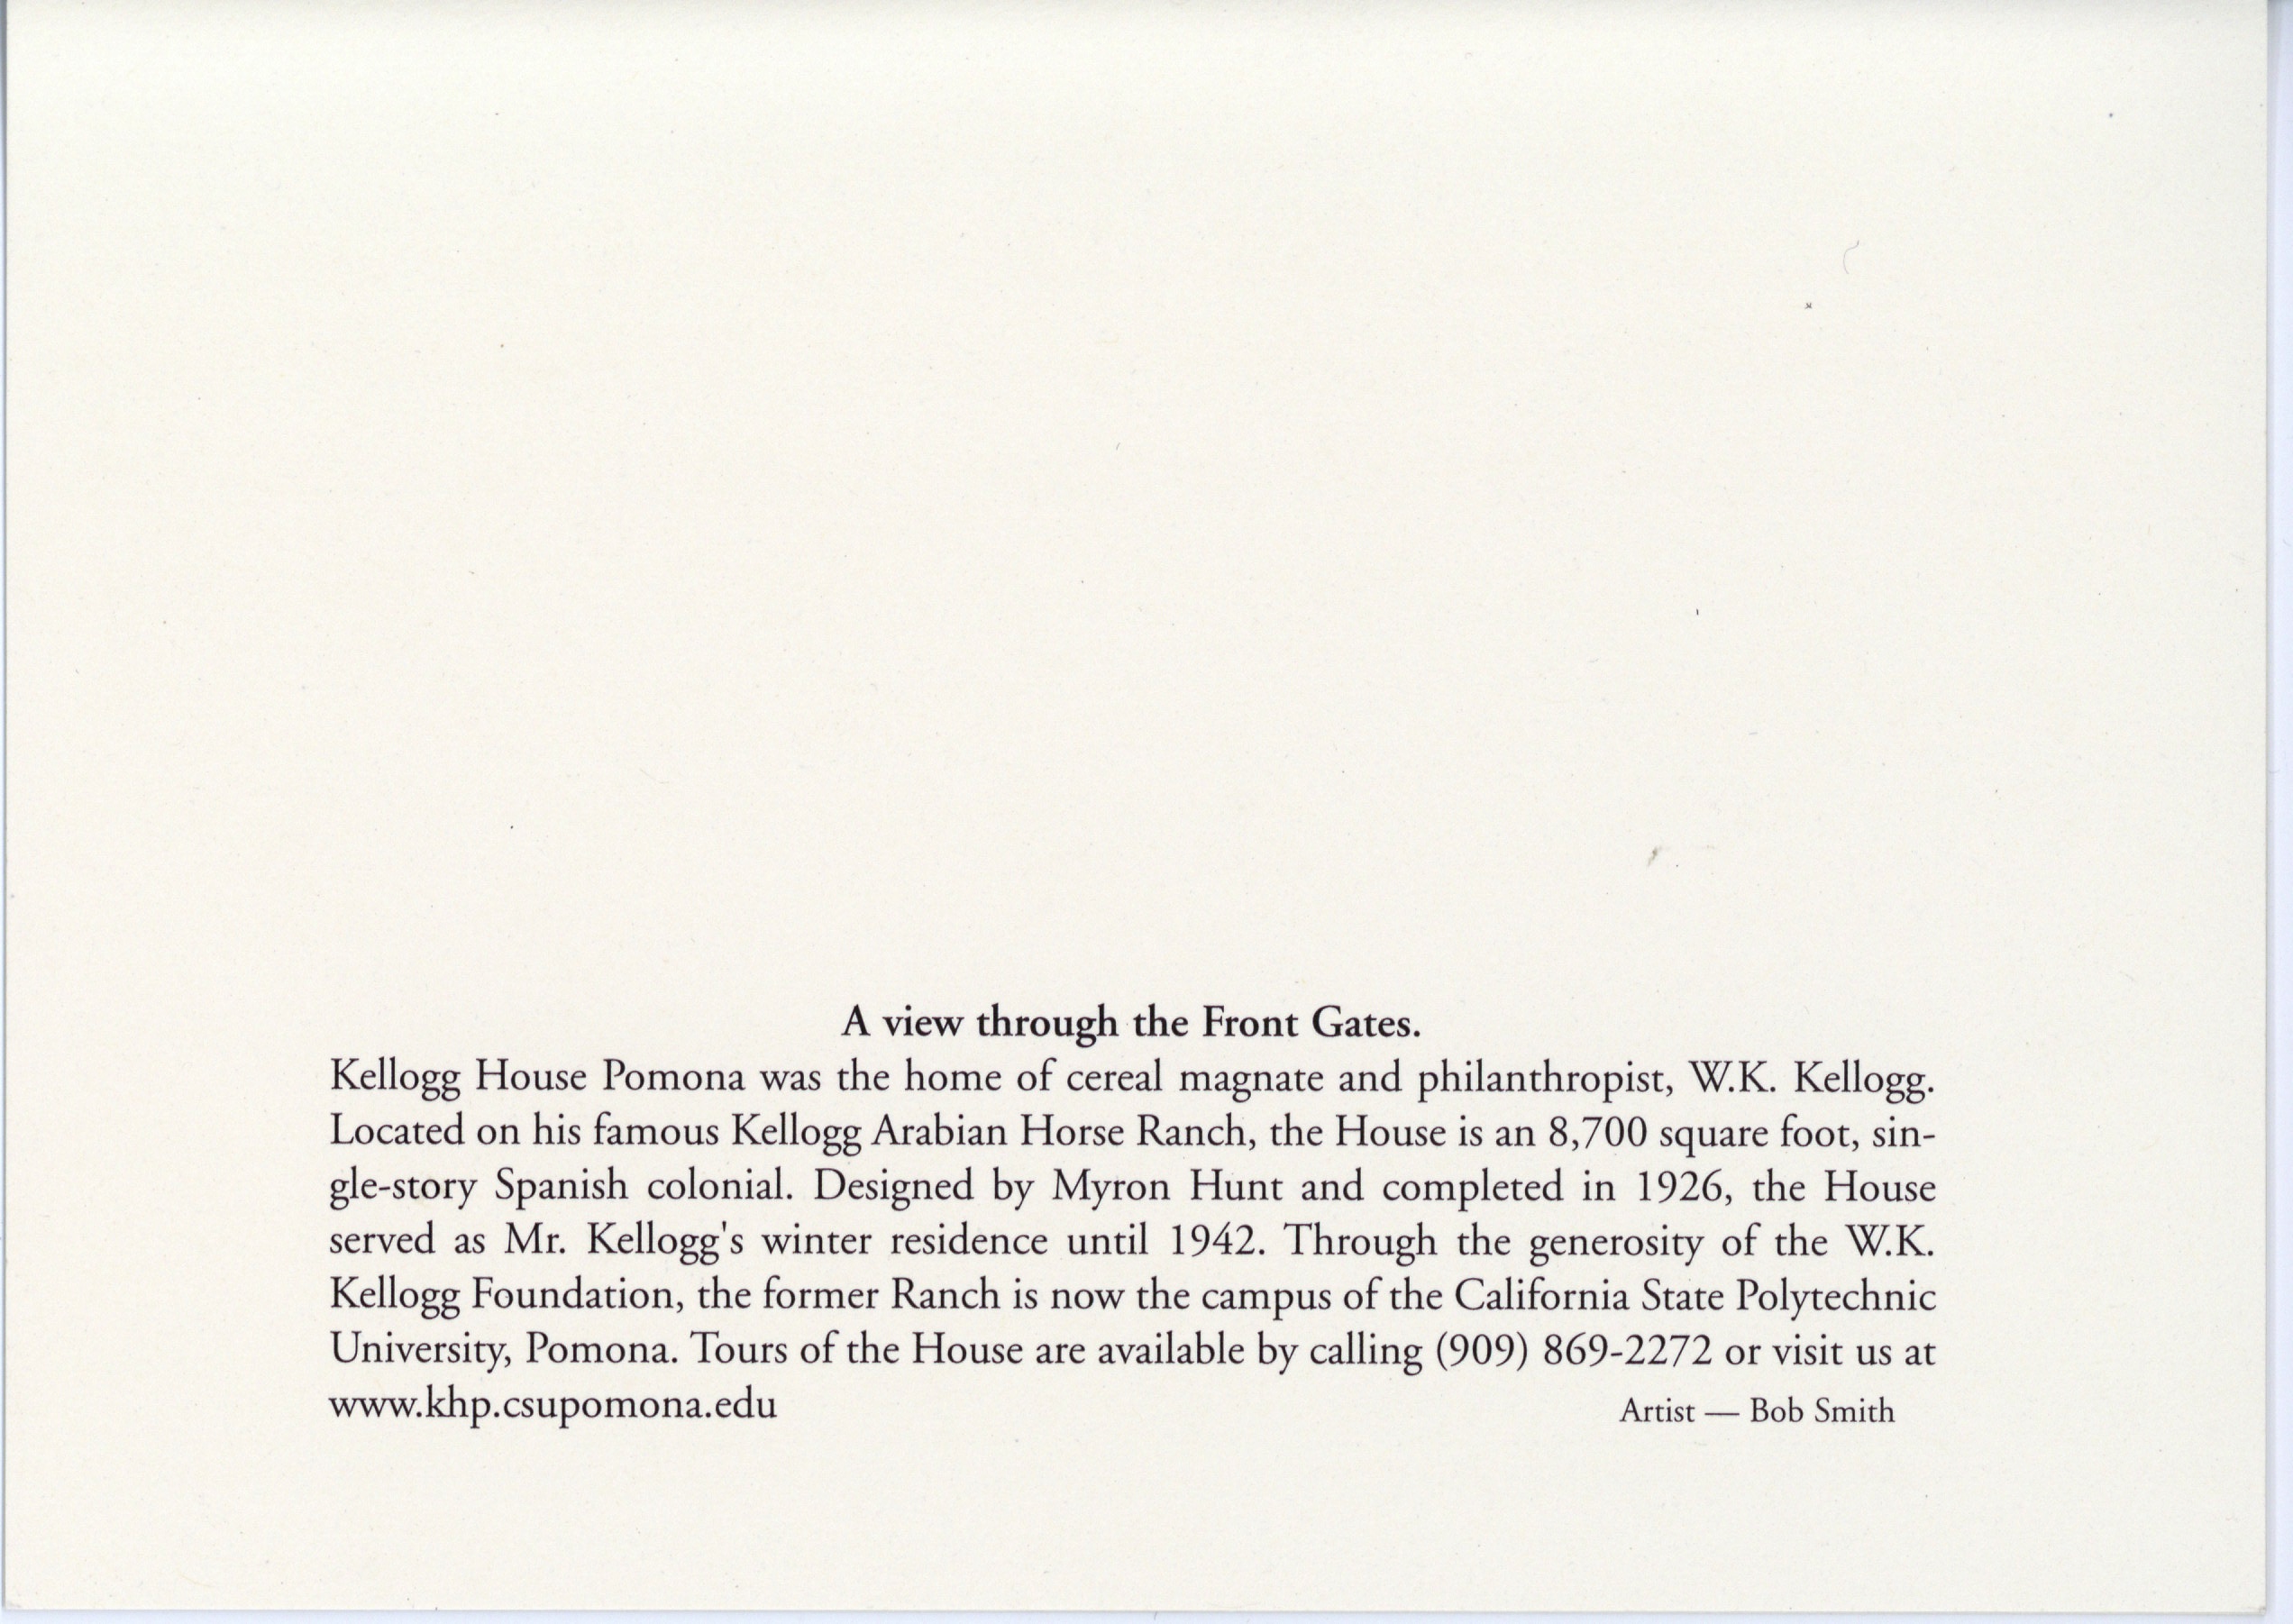 A view through the Front Gates.
Kellogg House Pomona was the home of cereal magnate and philanthropist, W.K. Kellogg.
Located on his famous Kellogg Arabian Horse Ranch, the House is an 8,700 square foot, sin-
gle-story Spanish colonial. Designed by Myron Hunt and completed in 1926, the House
served as Mr. Kellogg's winter residence until 1942. Through the generosity of the W.K.
Kellogg Foundation, the former Ranch is now the campus of the California State Polytechnic
University, Pomona. Tours of the House are available by calling (909) 869-2272 or visit us at
www.khp.csupomona.edu Artist — Bob Smith